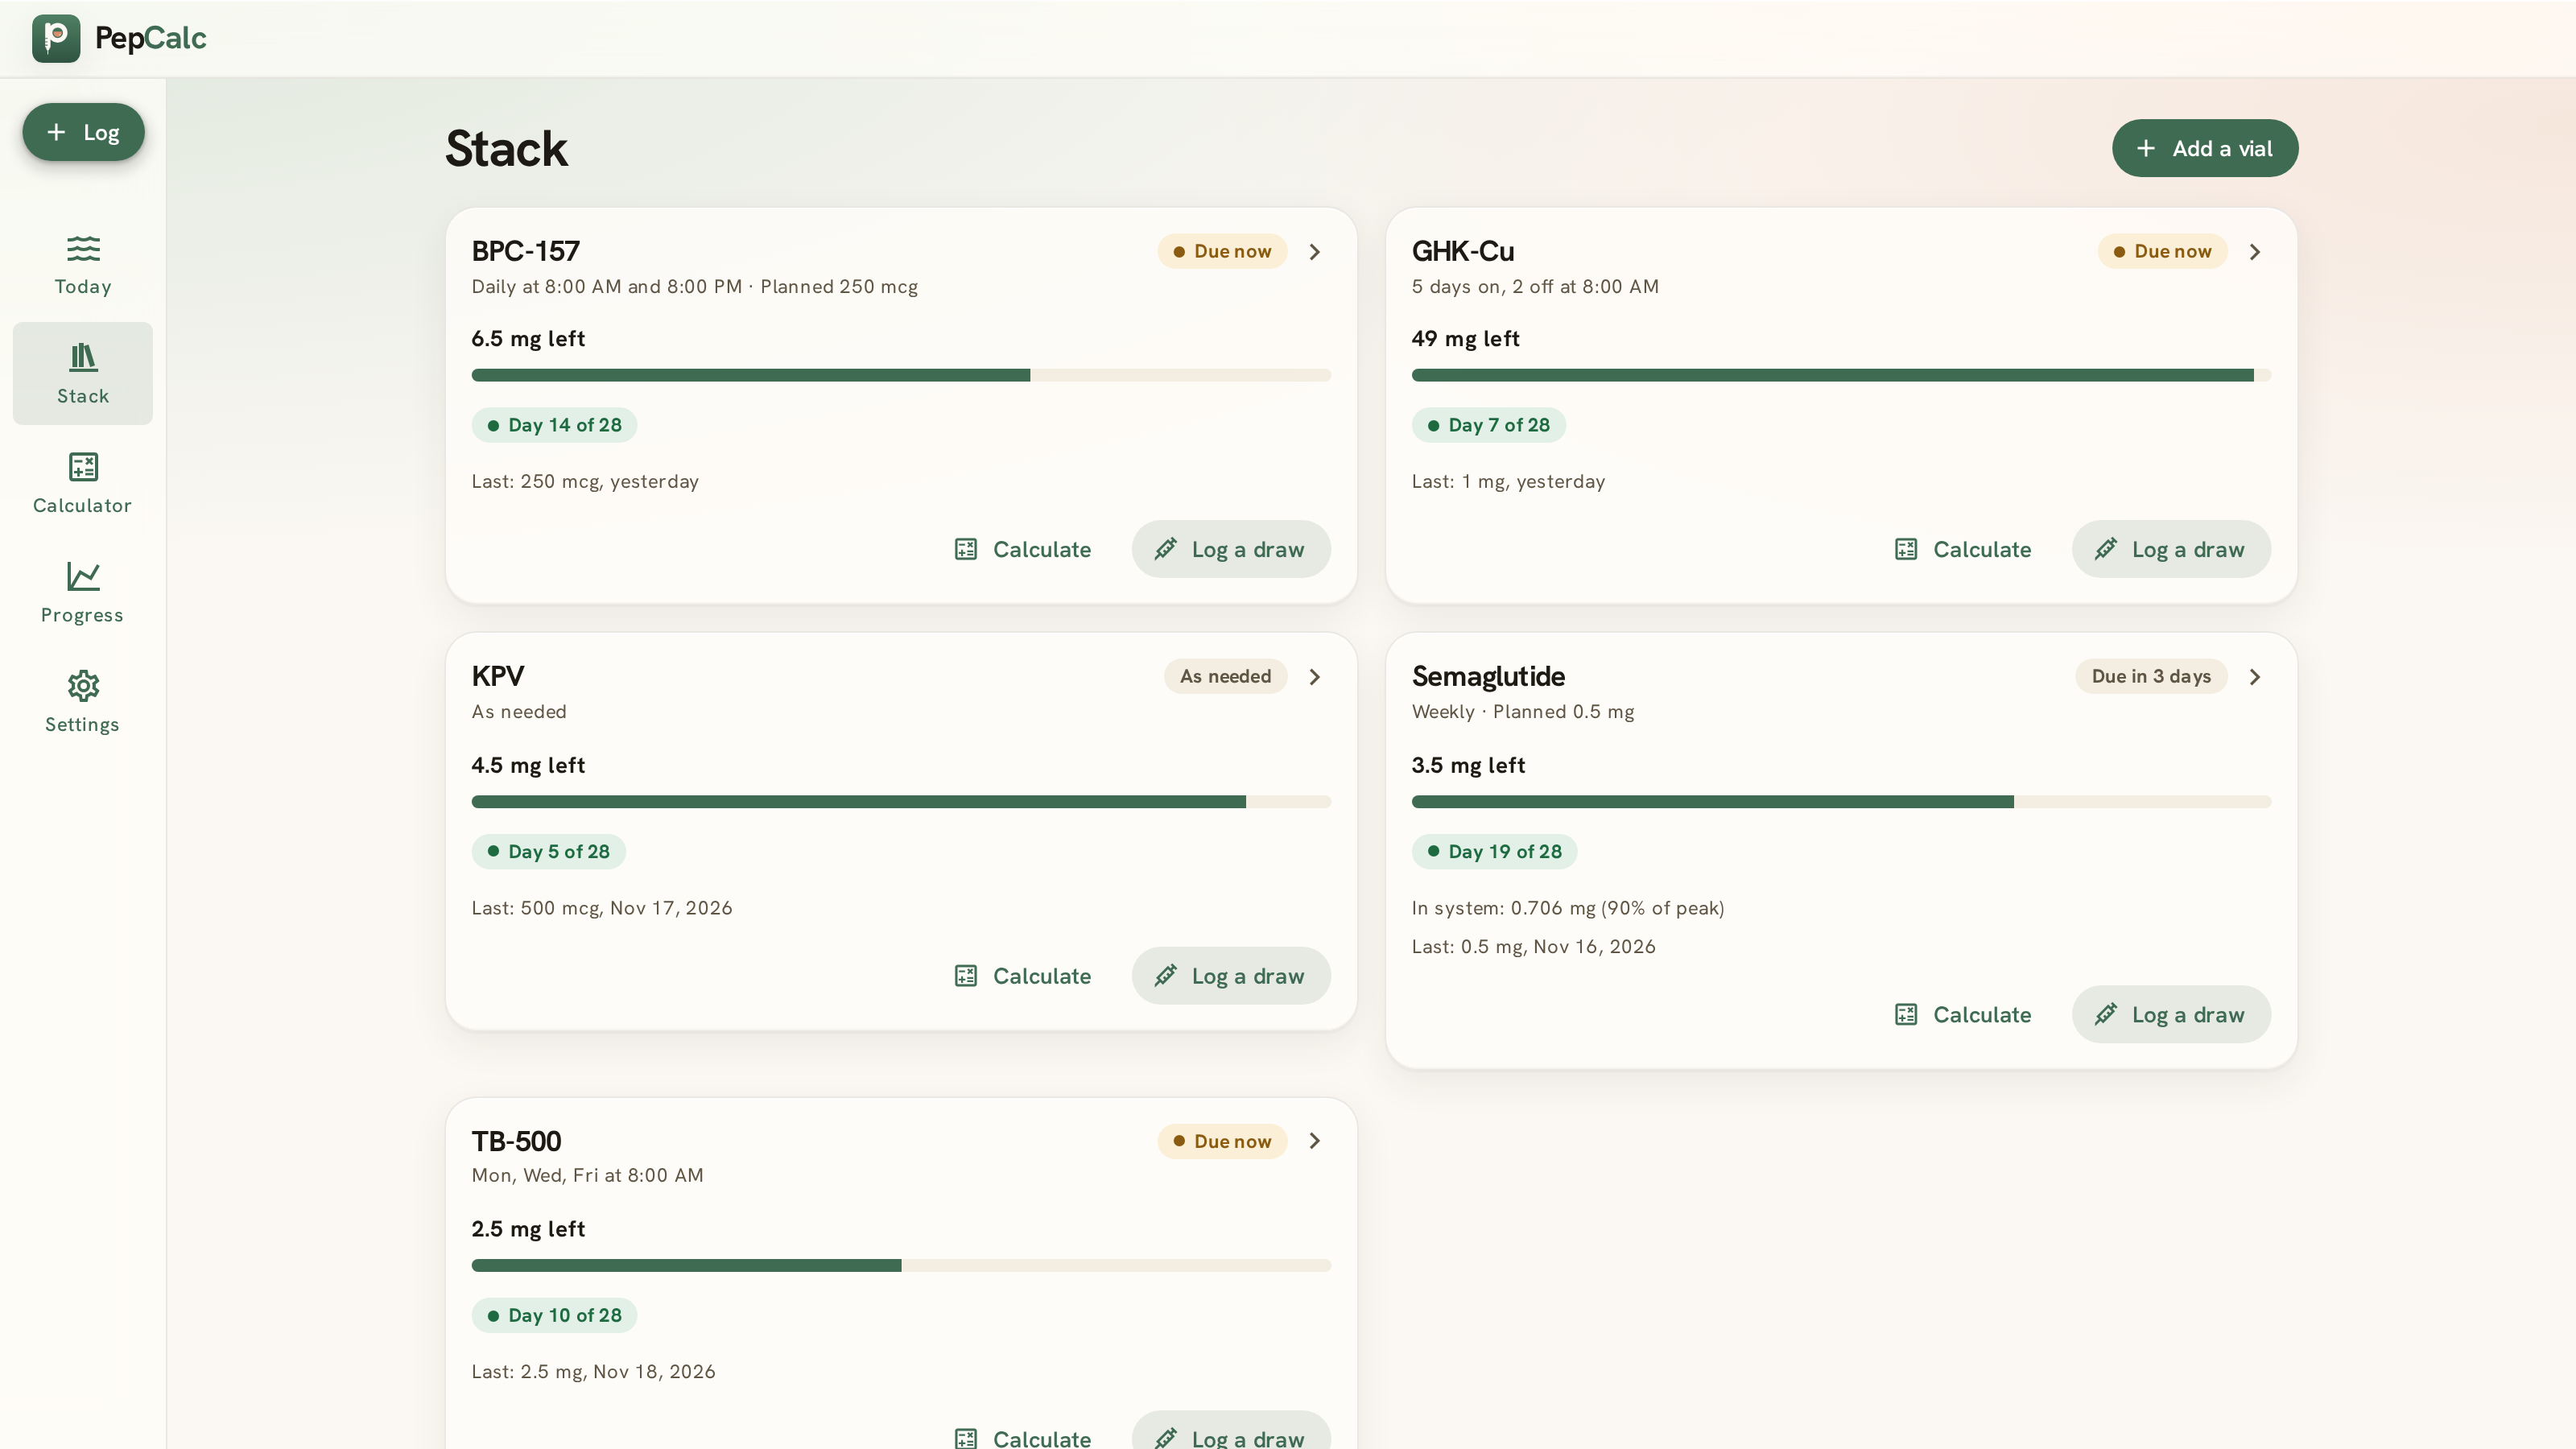 PepCalc
Log
Today
Stack
Calculator
Progress
Settings
Stack
Add a vial
BPC-157
Due now
Daily at 8:00 AM and 8:00 PM · Planned 250 mcg
6.5 mg left
Day 14 of 28
Last: 250 mcg, yesterday
Calculate
Log a draw
GHK-Cu
Due now
5 days on, 2 off at 8:00 AM
49 mg left
Day 7 of 28
Last: 1 mg, yesterday
Calculate
Log a draw
KPV
As needed
As needed
4.5 mg left
Day 5 of 28
Last: 500 mcg, Nov 17, 2026
Calculate
Log a draw
Semaglutide
Due in 3 days
Weekly · Planned 0.5 mg
3.5 mg left
Day 19 of 28
In system: 0.706 mg (90% of peak)
Last: 0.5 mg, Nov 16, 2026
Calculate
Log a draw
TB-500
Due now
Mon, Wed, Fri at 8:00 AM
2.5 mg left
Day 10 of 28
Last: 2.5 mg, Nov 18, 2026
Calculate
Log a draw